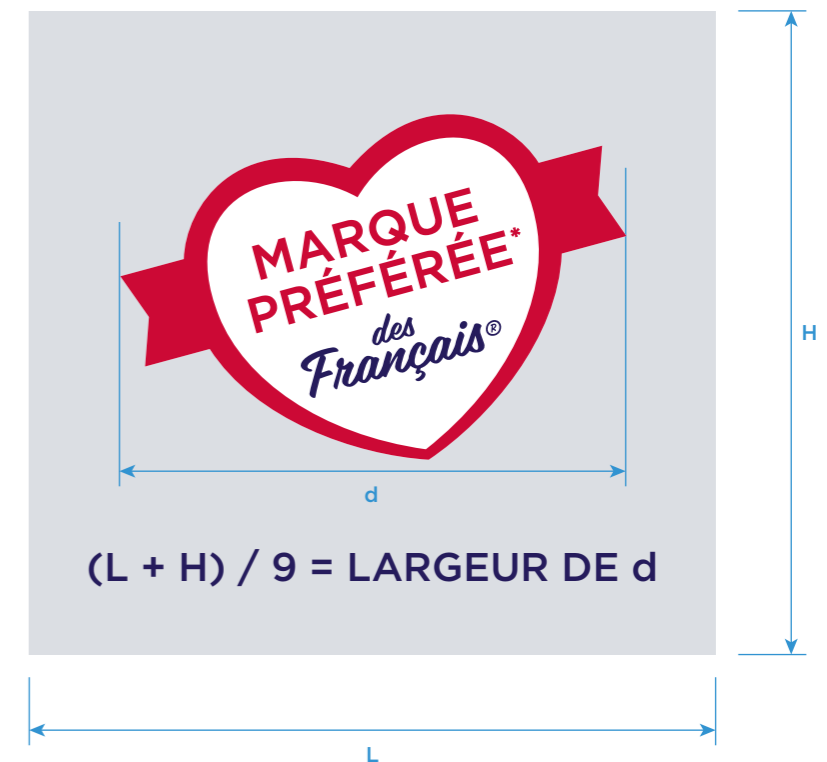 MARQUE
PRÉFÉRÉE*
des
Français®
H
d
(L + H) / 9 = LARGEUR DE d
L